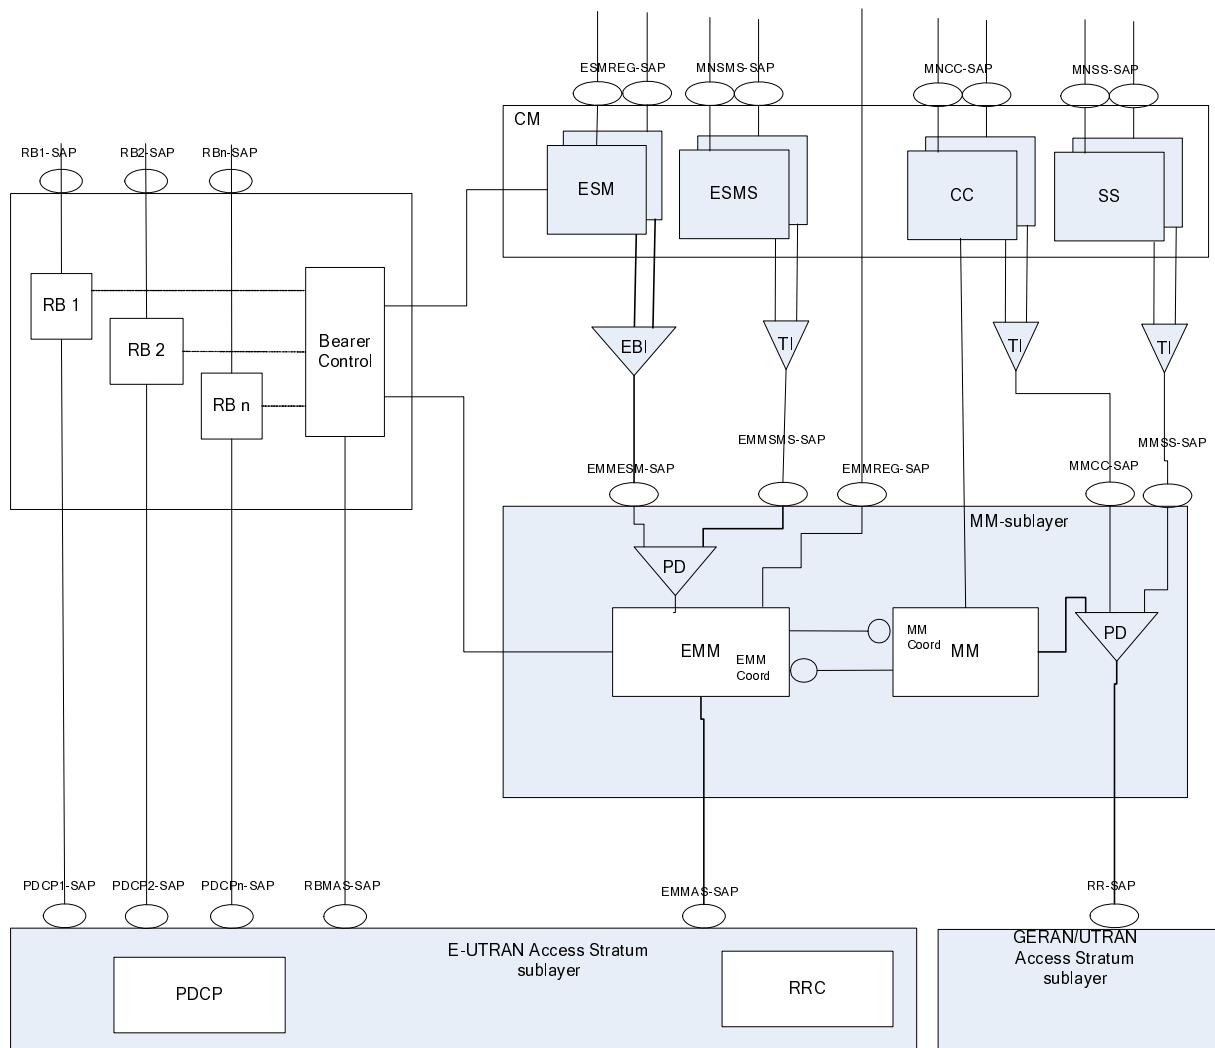 ESMREG-SAP
MNSMS-SAP
MNCC-SAP
MNSS-SAP
CM
RB1-SAP
RB2-SAP
RBn-SAP
ESM
ESMS
CC
SS
RB 1
RB 2
RB n
Bearer
Control
EBI
TI
TI
TI
EMMSMS-SAP
MMSS-SAP
EMMESM-SAP
EMMREG-SAP
MMCC-SAP
MM-sublayer
PD
EMM
EMM
Coord
MM
Coord
MM
PD
PDCP1-SAP
PDCP2-SAP
PDCPn-SAP
RBMAS-SAP
EMMAS-SAP
RR-SAP
E-UTRAN Access Stratum
sublayer
GERAN/UTRAN
Access Stratum
sublayer
PDCP
RRC